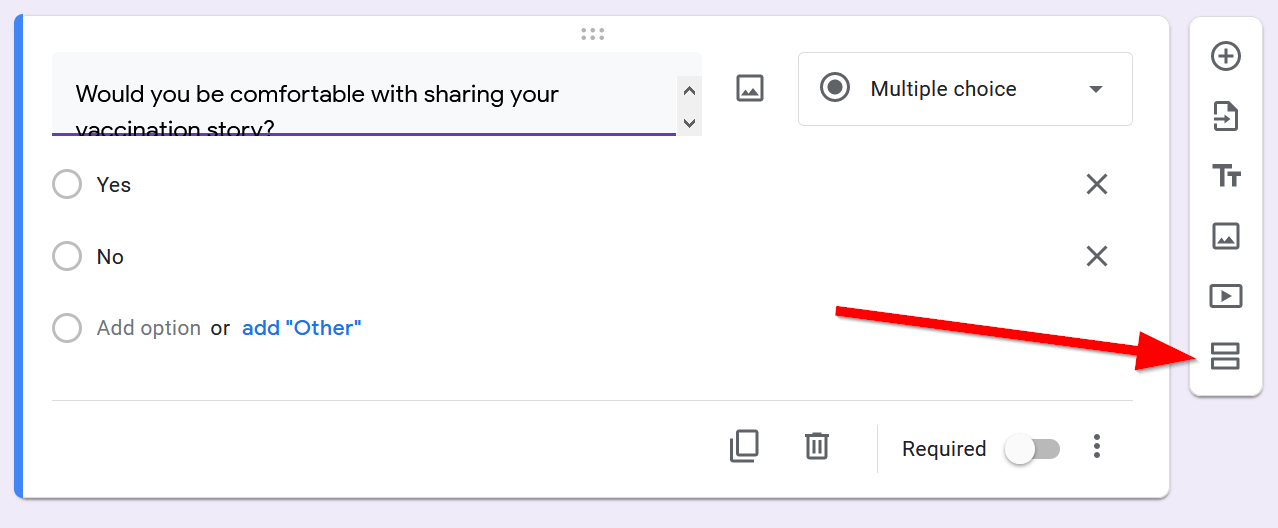 Would you be comfortable with sharing your
vaccination story?
Multiple choice
Yes
No
Add option or add "Other"
TT
Required